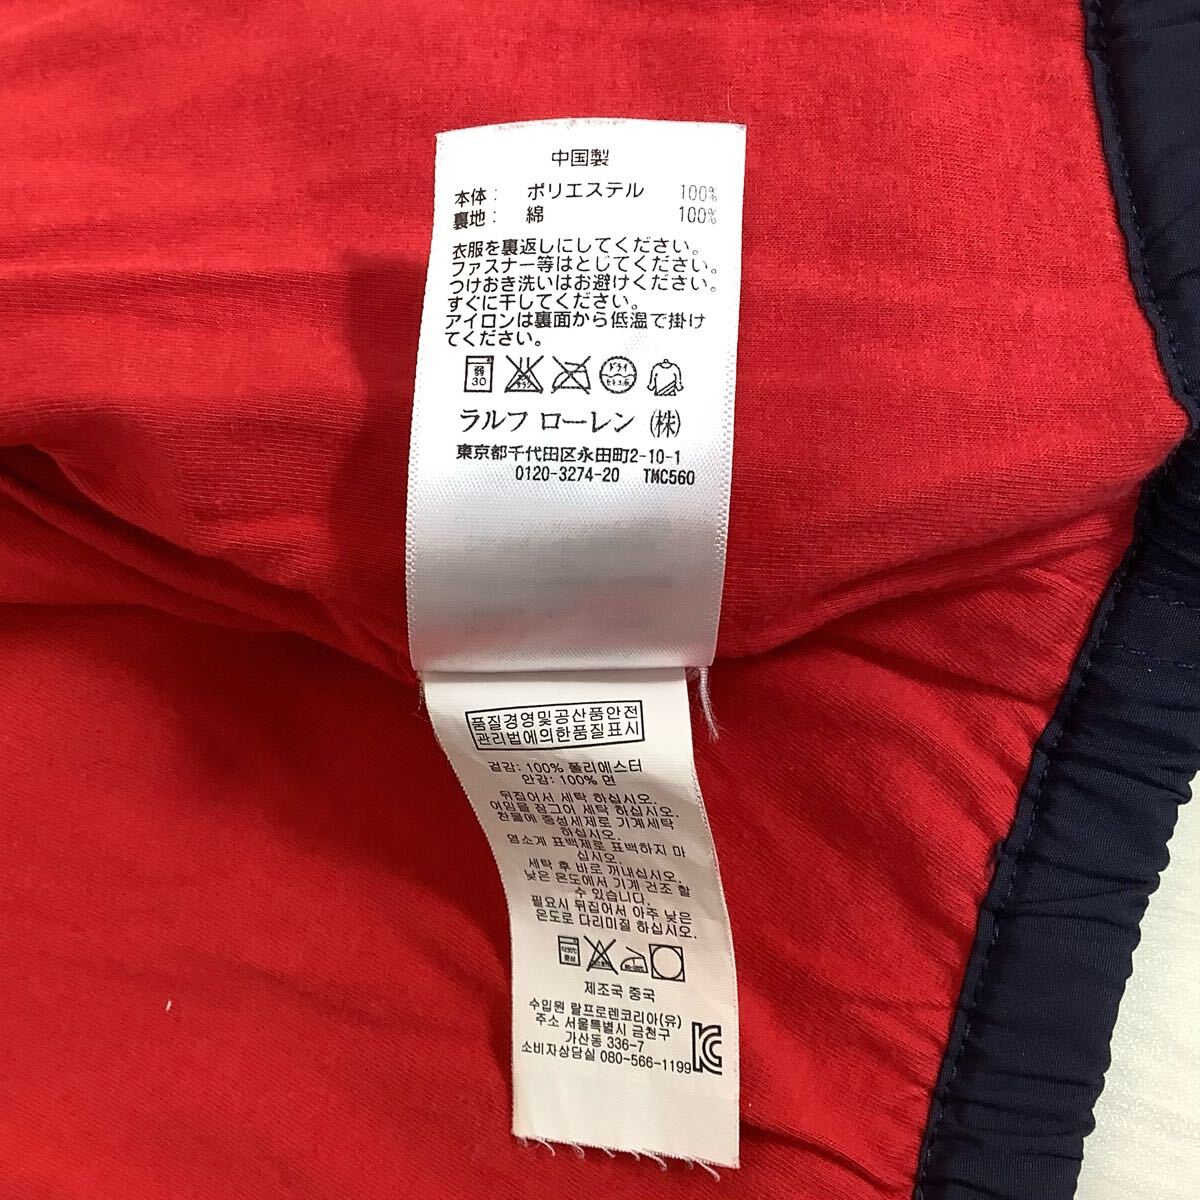 中国製
本体: ポリエステル 100%
裏地: 綿 100%
衣服を裏返しにしてください。
ファスナー等はとじてください。
つけおき洗いはお避けください。
すぐに干してください。
アイロンは裏面から低温で掛け
てください。
弱 30 ドライ
ラルフ ローレン (株)
東京都千代田区永田町2-10-1
0120-3274-20 TMC560
품질경영및공산품안전
관리법에의한품질표시
겉감: 100% 폴리에스터
안감: 100% 면
뒤집어서 세탁 하십시오.
여밈을 잠그어 세탁 하십시오.
찬물에 중성세제로 기계세탁
하십시오.
염소계 표백제로 표백하지 마
십시오.
세탁 후 바로 꺼내십시오.
낮은 온도에서 기계 건조 할
수 있습니다.
필요시 뒤집어서 아주 낮은
온도로 다리미질 하십시오.
제조국 중국
수입원 랄프로렌코리아(유)
주소 서울특별시 금천구
가산동 336-7
소비자상담실 080-566-1199